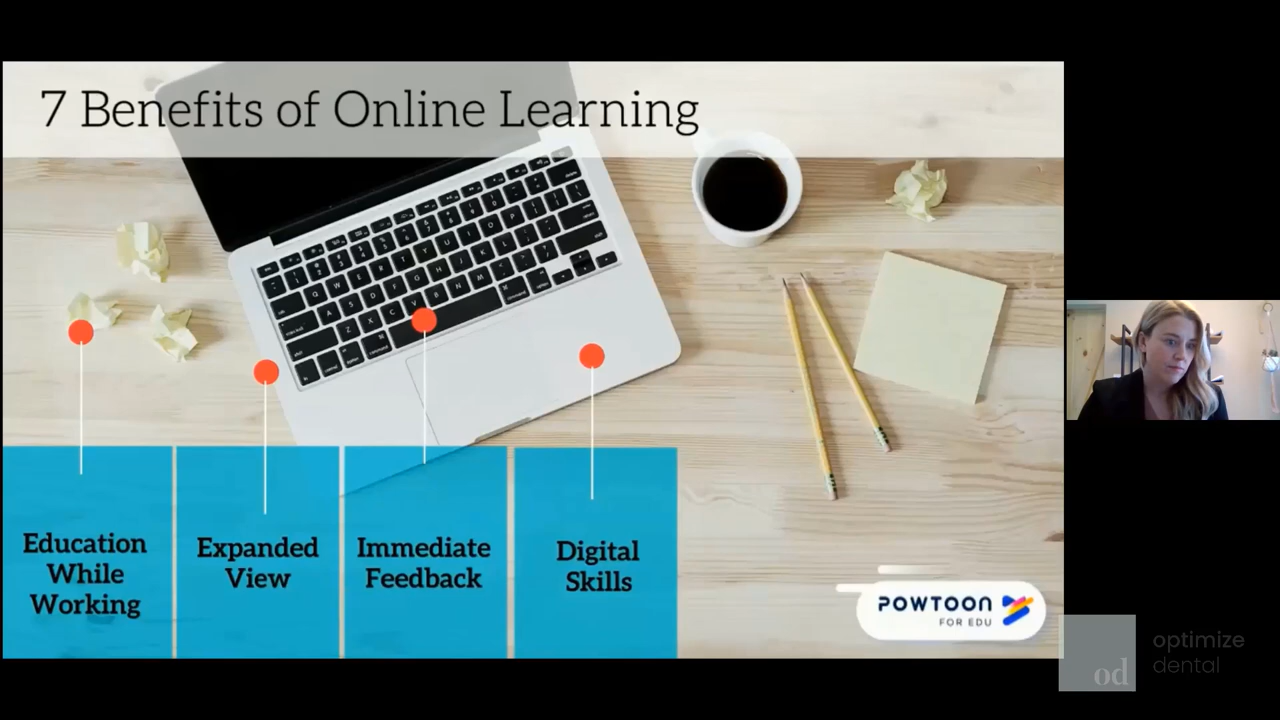 7 Benefits of Online Learning
Education
While
Working
Expanded
View
Immediate
Feedback
Digital
Skills
POWTOON
FOR EDU
od
optimize
dental